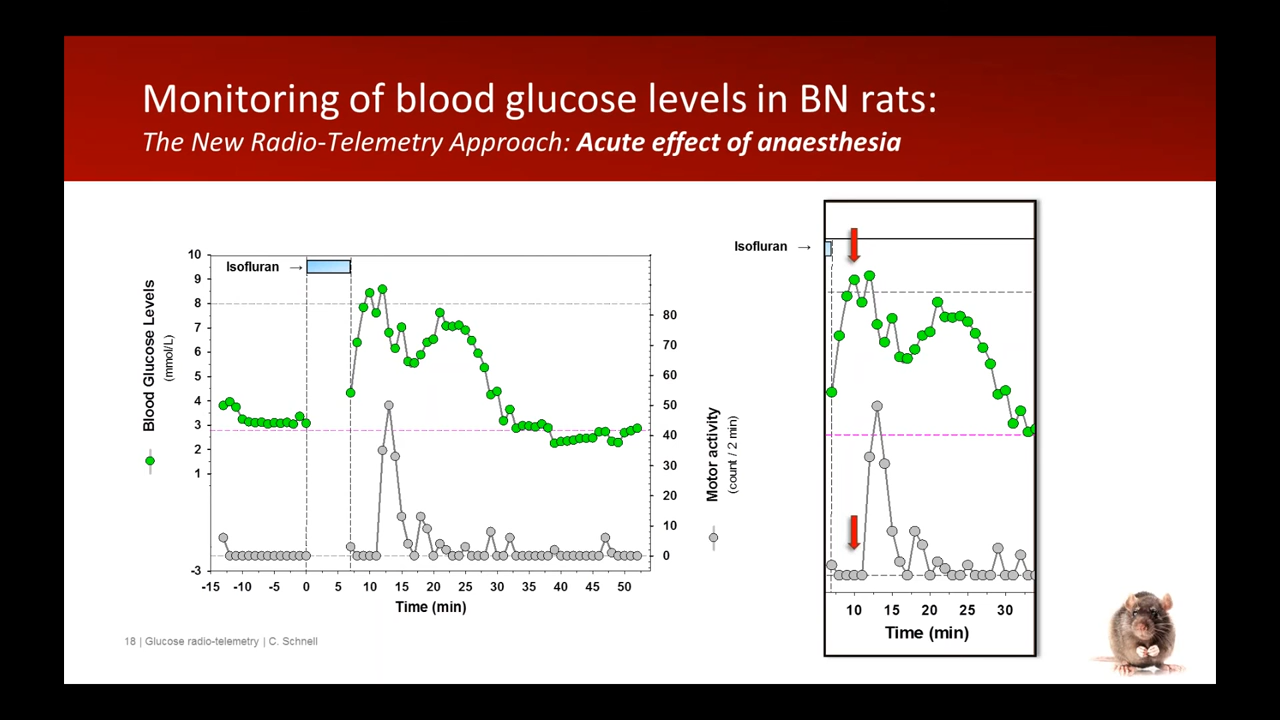 Monitoring of blood glucose levels in BN rats:
The New Radio-Telemetry Approach: Acute effect of anaesthesia
Blood Glucose Levels
(mmol/L)
10
9
8
7
6
5
4
3
2
1
-3
Isofluran →
80
70
60
50
40
30
20
10
0
Motor activity
(count / 2 min)
-15 -10 -5 0 5 10 15 20 25 30 35 40 45 50
Time (min)
Isofluran →
10 15 20 25 30
Time (min)
18 | Glucose radio-telemetry | C. Schnell